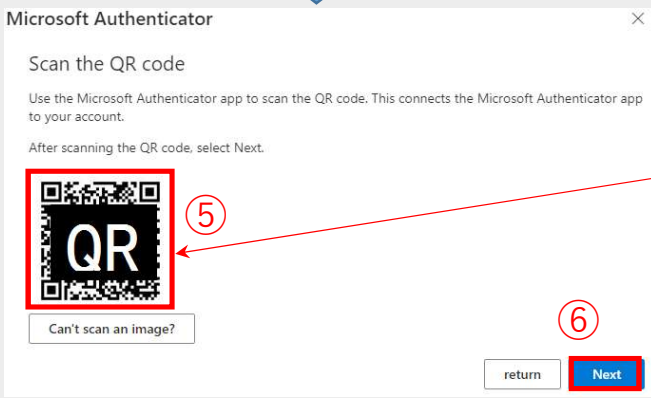 Microsoft Authenticator
Scan the QR code
Use the Microsoft Authenticator app to scan the QR code. This connects the Microsoft Authenticator app
to your account.
After scanning the QR code, select Next.
QR
⑤
Can't scan an image?
⑥
return
Next